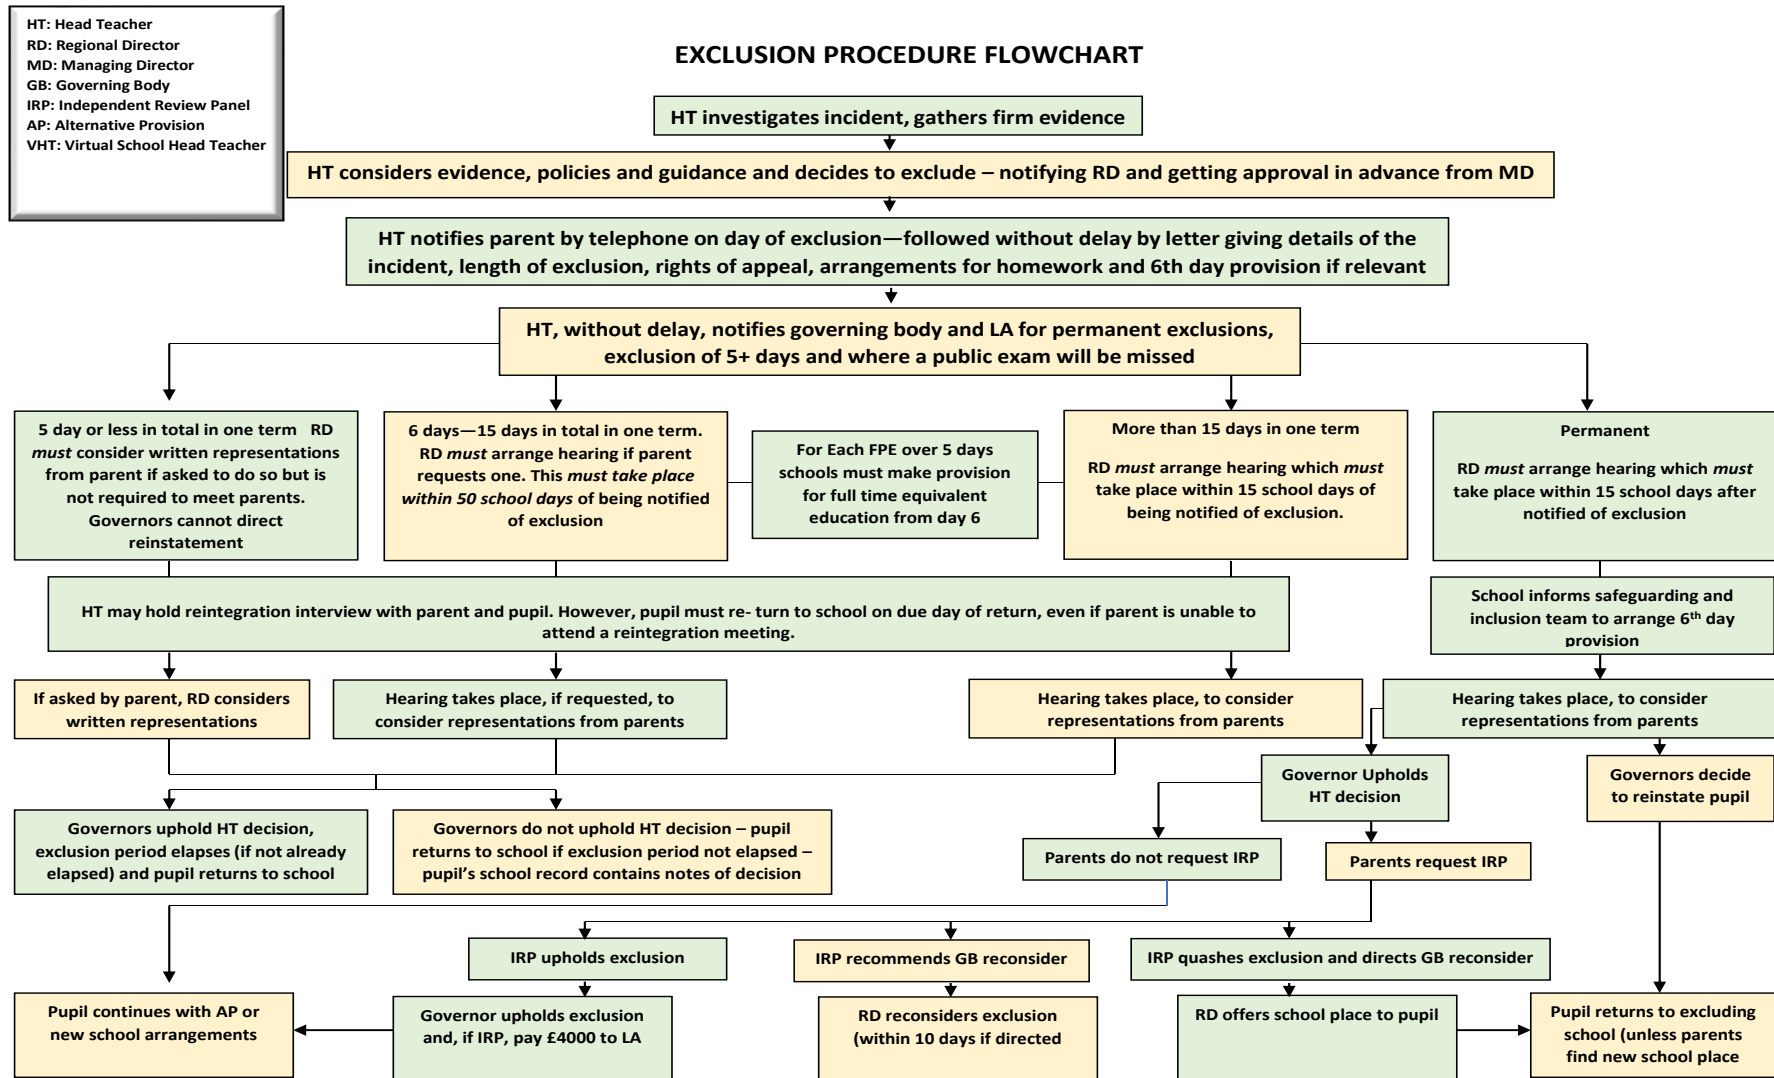 HT: Head Teacher
RD: Regional Director
MD: Managing Director
GB: Governing Body
IRP: Independent Review Panel
AP: Alternative Provision
VHT: Virtual School Head Teacher
EXCLUSION PROCEDURE FLOWCHART
HT investigates incident, gathers firm evidence
HT considers evidence, policies and guidance and decides to exclude – notifying RD and getting approval in advance from MD
HT notifies parent by telephone on day of exclusion—followed without delay by letter giving details of the
incident, length of exclusion, rights of appeal, arrangements for homework and 6th day provision if relevant
HT, without delay, notifies governing body and LA for permanent exclusions,
exclusion of 5+ days and where a public exam will be missed
5 day or less in total in one term RD
must consider written representations
from parent if asked to do so but is
not required to meet parents.
Governors cannot direct
reinstatement
6 days—15 days in total in one term.
RD must arrange hearing if parent
requests one. This must take place
within 50 school days of being notified
of exclusion
For Each FPE over 5 days
schools must make provision
for full time equivalent
education from day 6
More than 15 days in one term
RD must arrange hearing which must
take place within 15 school days of
being notified of exclusion.
Permanent
RD must arrange hearing which must
take place within 15 school days after
notified of exclusion
HT may hold reintegration interview with parent and pupil. However, pupil must re- turn to school on due day of return, even if parent is unable to
attend a reintegration meeting.
School informs safeguarding and
inclusion team to arrange 6th day
provision
If asked by parent, RD considers
written representations
Hearing takes place, if requested, to
consider representations from parents
Hearing takes place, to consider
representations from parents
Hearing takes place, to consider
representations from parents
Governor Upholds
HT decision
Governors decide
to reinstate pupil
Governors uphold HT decision,
exclusion period elapses (if not already
elapsed) and pupil returns to school
Governors do not uphold HT decision – pupil
returns to school if exclusion period not elapsed –
pupil's school record contains notes of decision
Parents do not request IRP
Parents request IRP
IRP upholds exclusion
IRP recommends GB reconsider
IRP quashes exclusion and directs GB reconsider
Pupil continues with AP or
new school arrangements
Governor upholds exclusion
and, if IRP, pay £4000 to LA
RD reconsiders exclusion
(within 10 days if directed
RD offers school place to pupil
Pupil returns to excluding
school (unless parents
find new school place